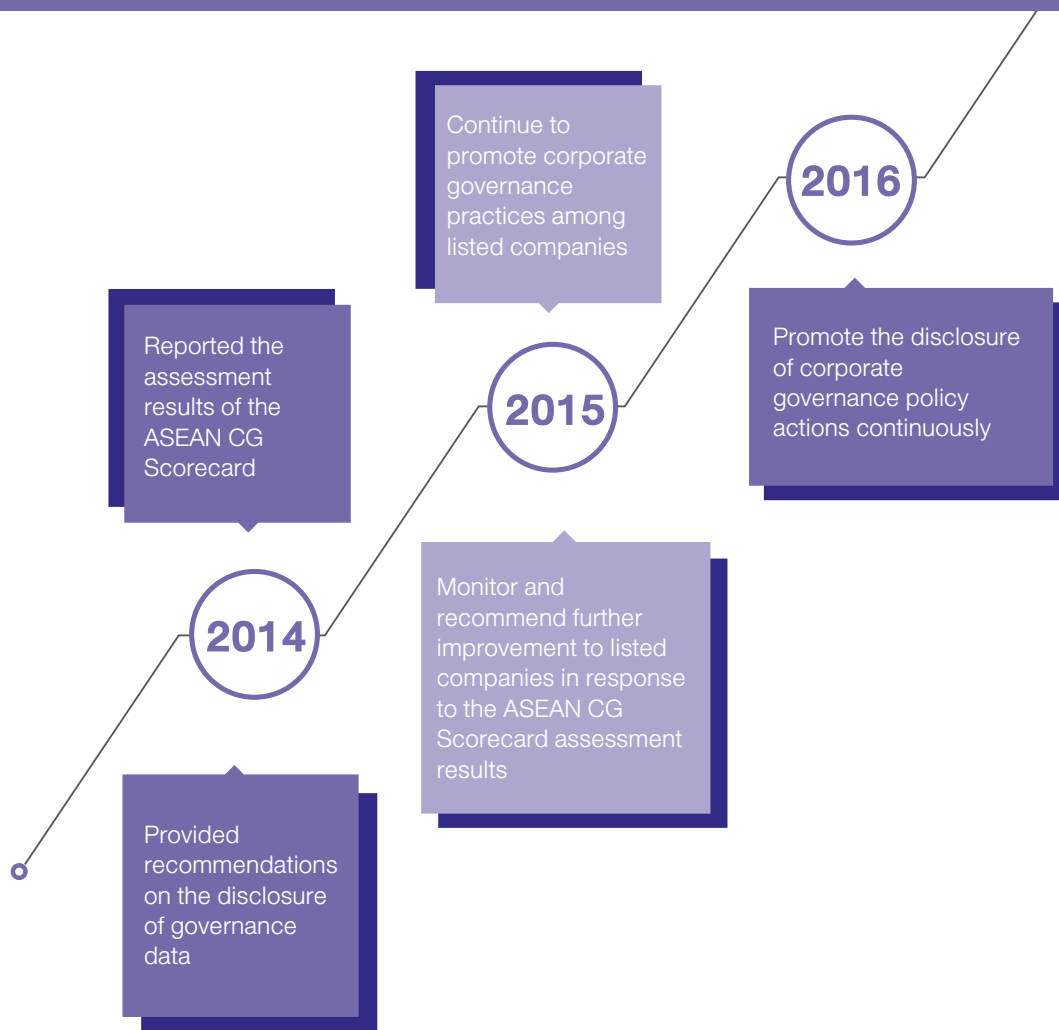 Reported the
assessment
results of the
ASEAN CG
Scorecard
2014
Provided
recommendations
on the disclosure
of governance
data
Continue to
promote corporate
governance
practices among
listed companies
2015
Monitor and
recommend further
improvement to listed
companies in response
to the ASEAN CG
Scorecard assessment
results
2016
Promote the disclosure
of corporate
governance policy
actions continuously